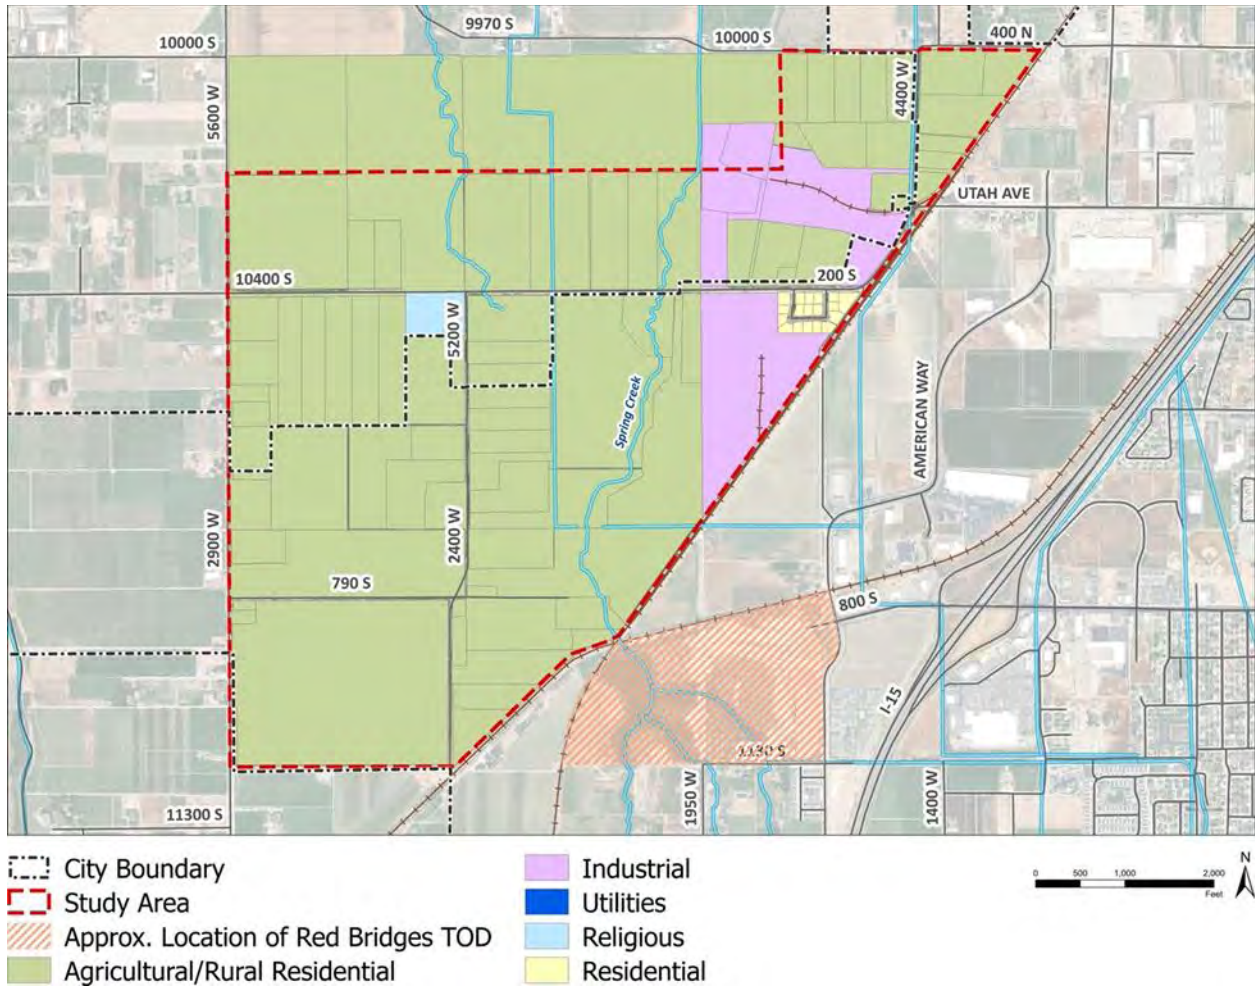 9970 S
10000 S
10000 S
400 N
5600 W
4400 W
UTAH AVE
10400 S
200 S
5200 W
Spring Creek
AMERICAN WAY
2900 W
2400 W
790 S
800 S
I-15
1130 S
11300 S
1950 W
1400 W
City Boundary
Study Area
Approx. Location of Red Bridges TOD
Agricultural/Rural Residential
Industrial
Utilities
Religious
Residential
0 500 1,000 2,000
Feet
N